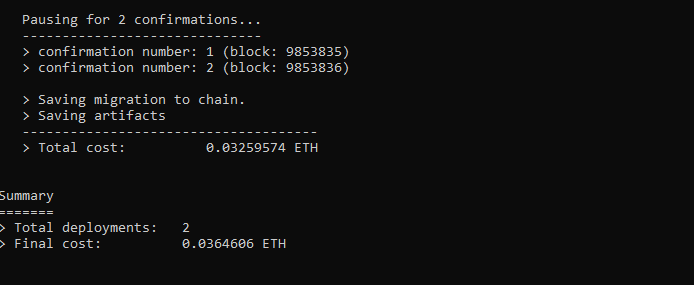 Pausing for 2 confirmations...
------------------------------
> confirmation number: 1 (block: 9853835)
> confirmation number: 2 (block: 9853836)
> Saving migration to chain.
> Saving artifacts
-------------------------------------
> Total cost: 0.03259574 ETH
Summary
=======
> Total deployments: 2
> Final cost: 0.0364606 ETH